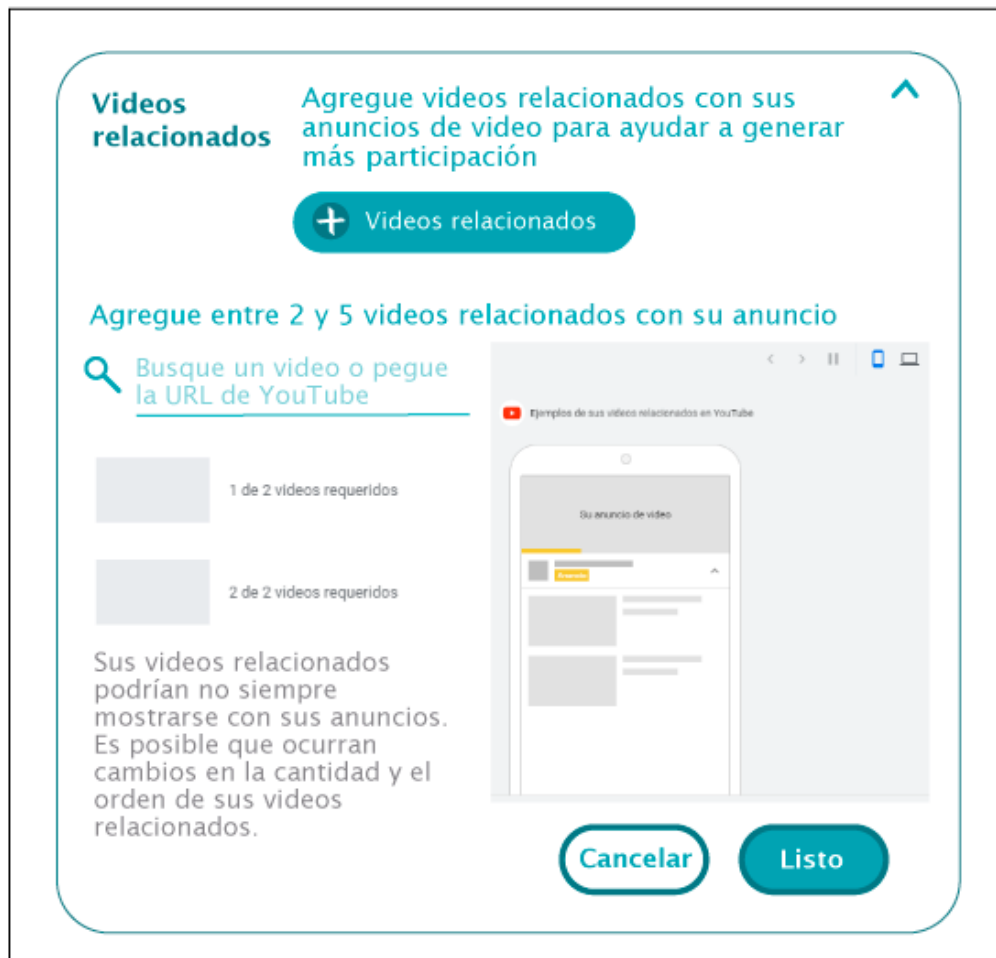 Videos
relacionados
Agregue videos relacionados con sus
anuncios de video para ayudar a generar
más participación
Videos relacionados
Agregue entre 2 y 5 videos relacionados con su anuncio
Busque un video o pegue
la URL de YouTube
1 de 2 videos requeridos
2 de 2 videos requeridos
Sus videos relacionados
podrían no siempre
mostrarse con sus anuncios.
Es posible que ocurran
cambios en la cantidad y el
orden de sus videos
relacionados.
Ejemplos de sus videos relacionados en YouTube
Su anuncio de video
Anuncio
Cancelar
Listo